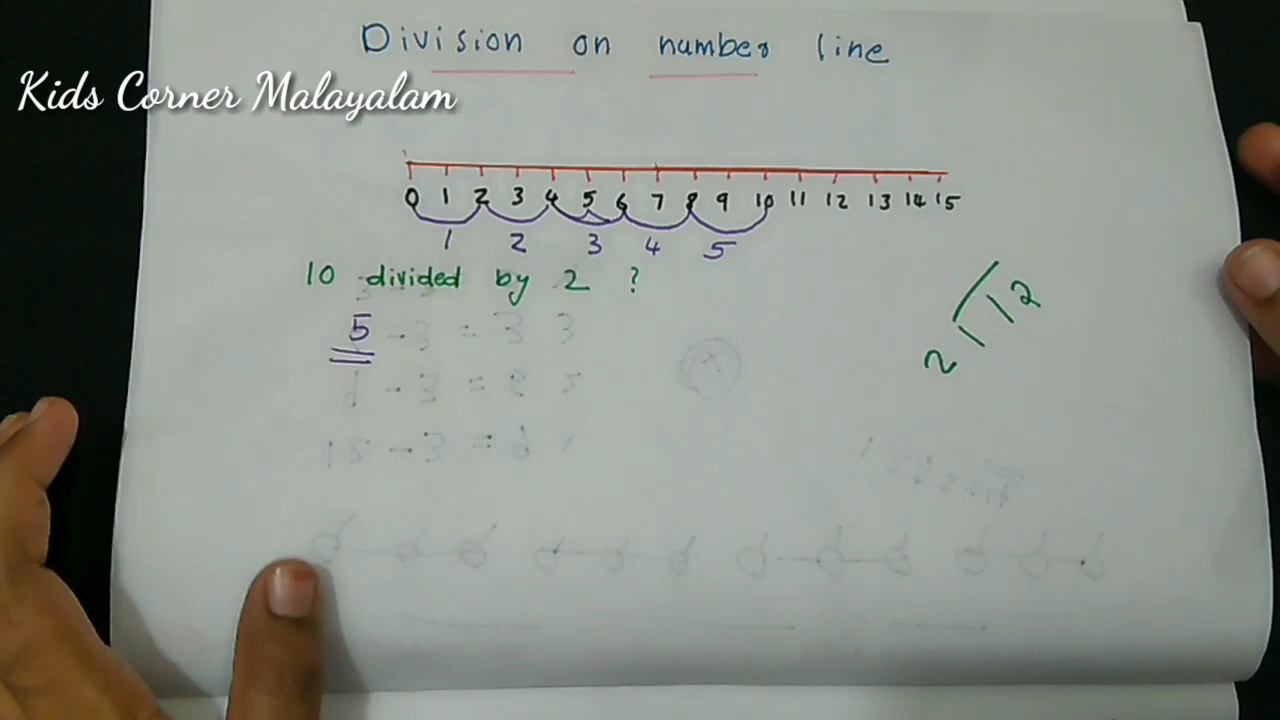 Division on number line
Kids Corner Malayalam
0 1 2 3 4 5 6 7 8 9 10 11 12 13 14 15
1 2 3 4 5
10 divided by 2 ?
5
2 12